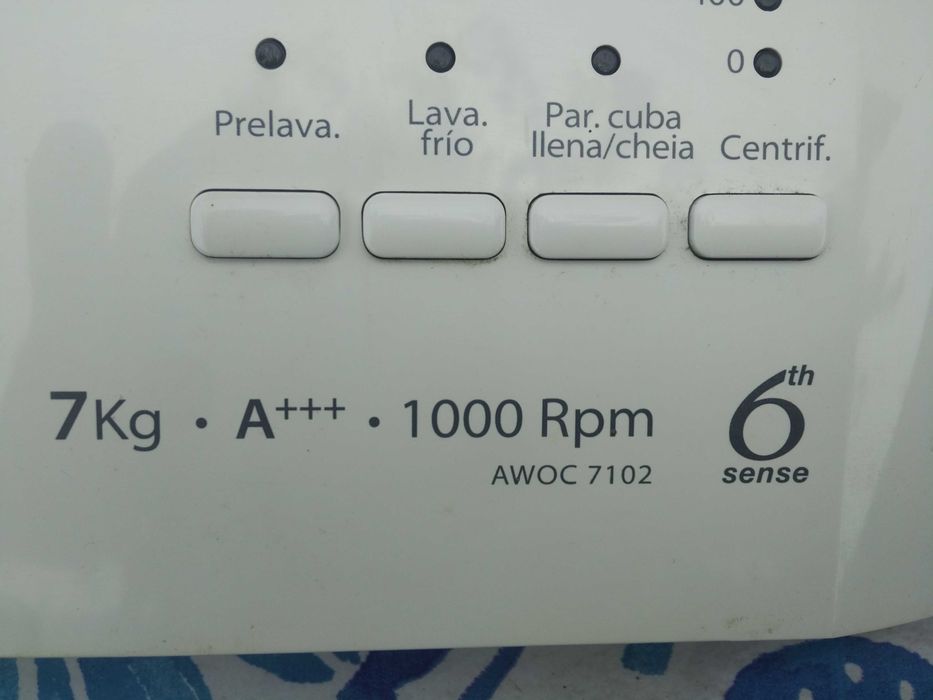 0
Prelava.
Lava.
frío
Par. cuba
llena/cheia
Centrif.
7Kg · A+++ · 1000 Rpm
AWOC 7102
6th
sense